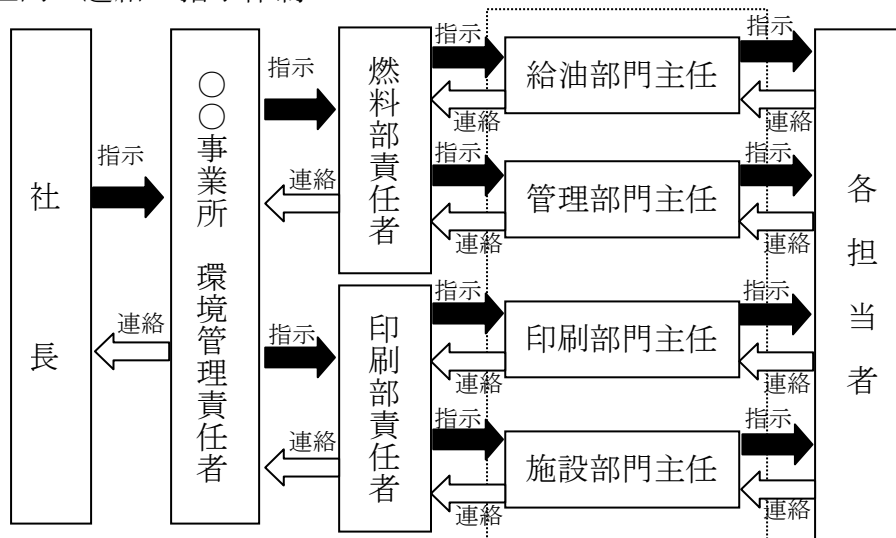 社長
指示
連絡
〇〇事業所 環境管理責任者
指示
連絡
指示
連絡
燃料部責任者
印刷部責任者
指示
連絡
指示
連絡
指示
連絡
指示
連絡
給油部門主任
管理部門主任
印刷部門主任
施設部門主任
指示
連絡
指示
連絡
指示
連絡
指示
連絡
各担当者